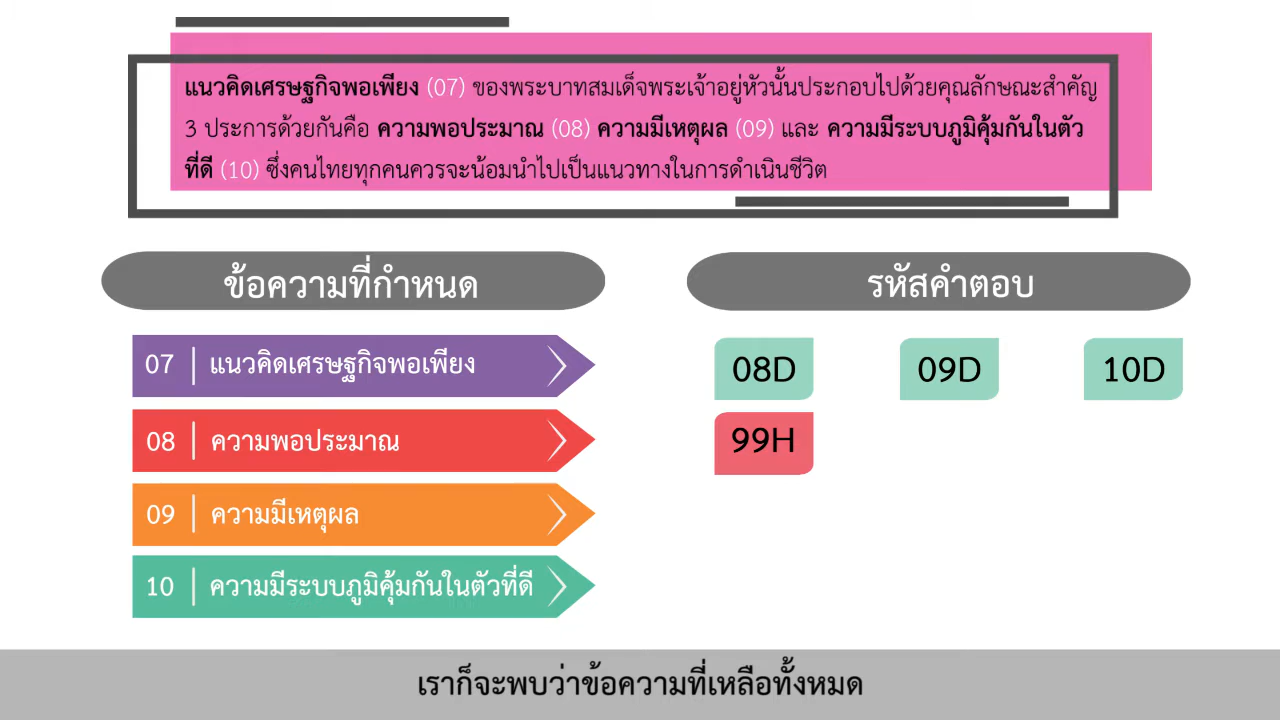 แนวคิดเศรษฐกิจพอเพียง (07) ของพระบาทสมเด็จพระเจ้าอยู่หัวนั้นประกอบไปด้วยคุณลักษณะสำคัญ
3 ประการด้วยกันคือ ความพอประมาณ (08) ความมีเหตุผล (09) และ ความมีระบบภูมิคุ้มกันในตัว
ที่ดี (10) ซึ่งคนไทยทุกคนควรจะน้อมนำไปเป็นแนวทางในการดำเนินชีวิต
ข้อความที่กำหนด
07 | แนวคิดเศรษฐกิจพอเพียง
08 | ความพอประมาณ
09 | ความมีเหตุผล
10 | ความมีระบบภูมิคุ้มกันในตัวที่ดี
รหัสคำตอบ
08D 09D 10D
99H
เราก็จะพบว่าข้อความที่เหลือทั้งหมด